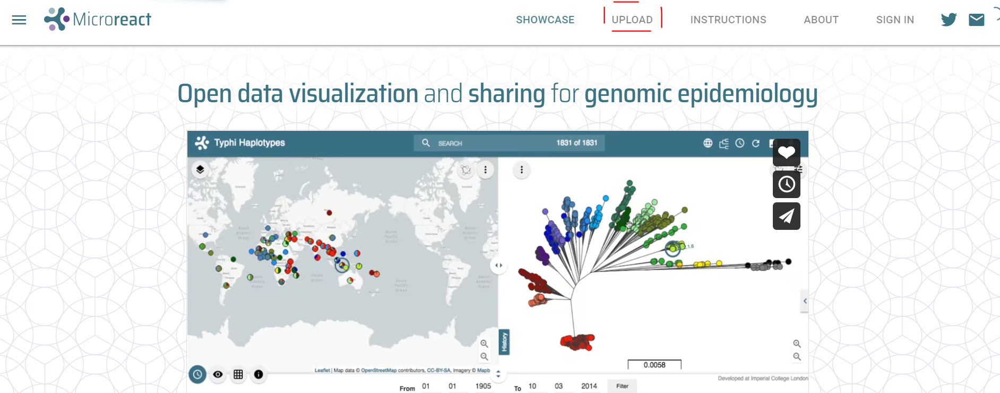 Microreact
SHOWCASE UPLOAD INSTRUCTIONS ABOUT SIGN IN
Open data visualization and sharing for genomic epidemiology
Typhi Haplotypes
SEARCH 1831 of 1831
History
0.0058
Leaflet | Map data © OpenStreetMap contributors, CC-BY-SA, Imagery © Mapb
Developed at Imperial College London
From 01 01 1905 To 10 03 2014 Filter